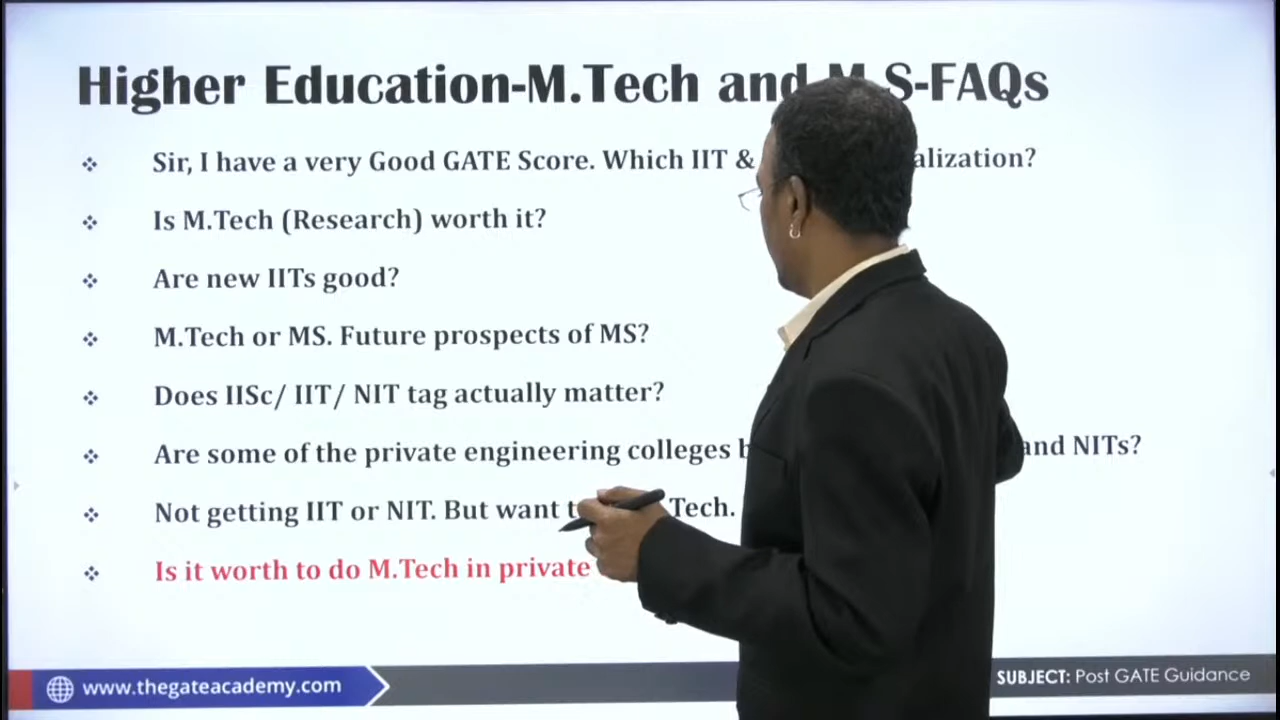 Higher Education-M.Tech and M.S-FAQs
Sir, I have a very Good GATE Score. Which IIT &
Is M.Tech (Research) worth it?
Are new IITs good?
M.Tech or MS. Future prospects of MS?
Does IISc/ IIT/ NIT tag actually matter?
Are some of the private engineering colleges and NITs?
Not getting IIT or NIT. But want Tech.
Is it worth to do M.Tech in private
www.thegateacademy.com
SUBJECT: Post GATE Guidance